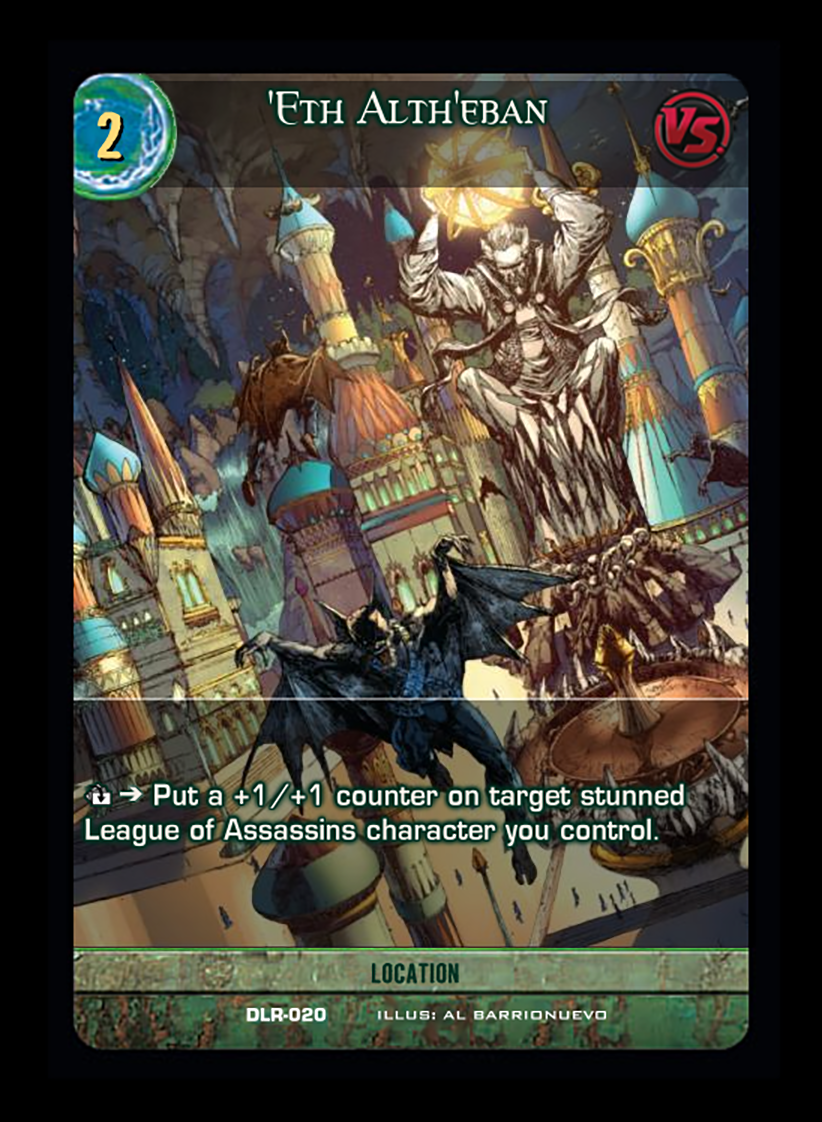 2
'Eth Alth'eban
VS.
→ Put a +1/+1 counter on target stunned
League of Assassins character you control.
LOCATION
DLR-020 ILLUS: AL BARRIONUEVO